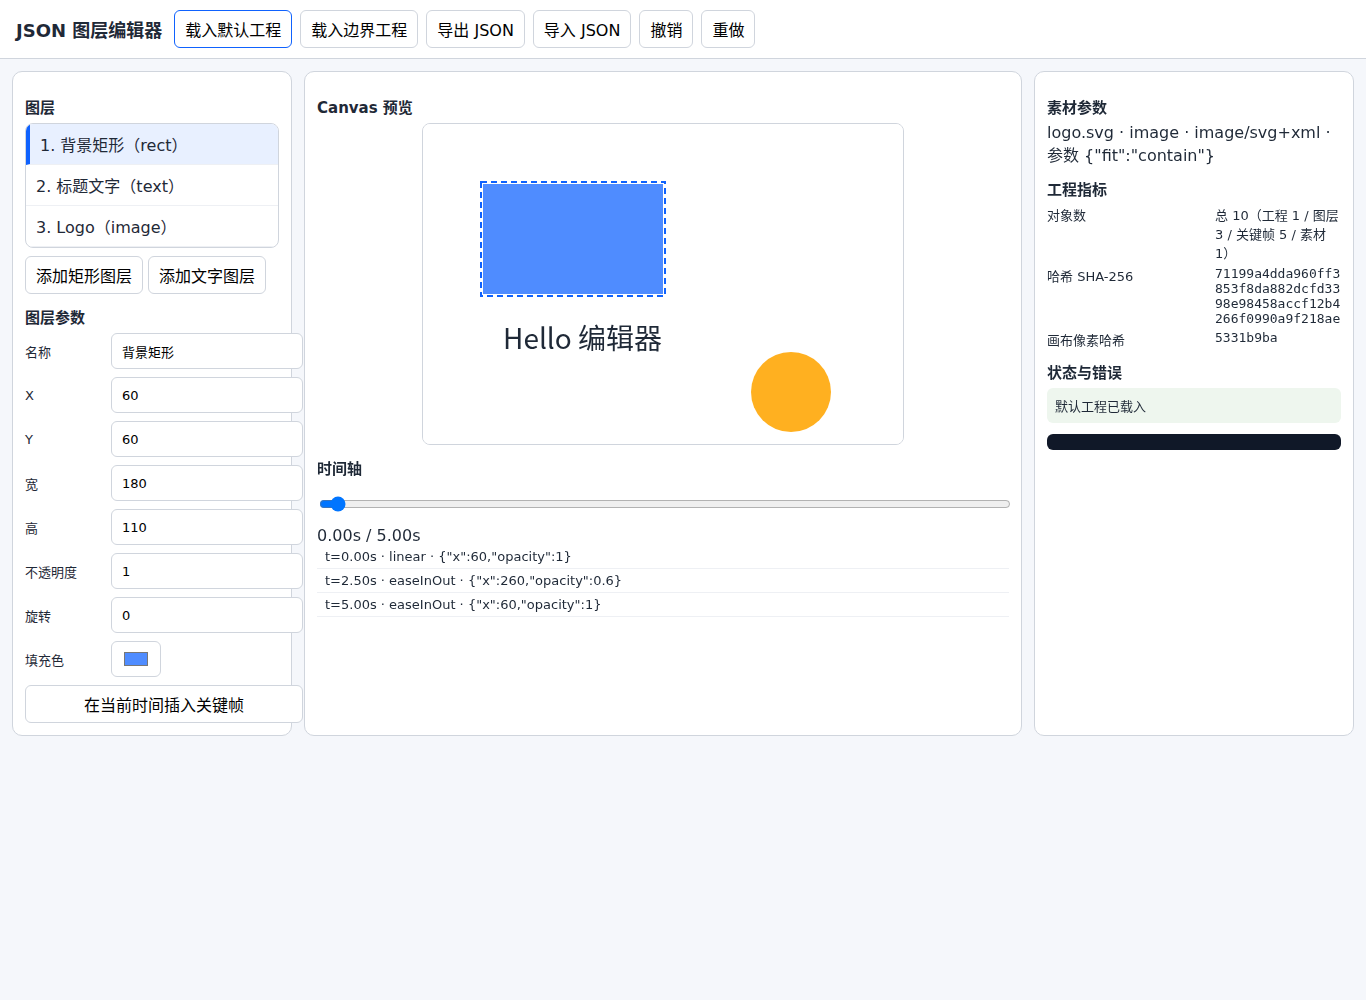 JSON 图层编辑器
载入默认工程
载入边界工程
导出 JSON
导入 JSON
撤销
重做
图层
1. 背景矩形（rect）
2. 标题文字（text）
3. Logo（image）
添加矩形图层
添加文字图层
图层参数
名称
背景矩形
X
60
Y
60
宽
180
高
110
不透明度
1
旋转
0
填充色
在当前时间插入关键帧
Canvas 预览
Hello 编辑器
时间轴
0.00s / 5.00s
t=0.00s · linear · {"x":60,"opacity":1}
t=2.50s · easeInOut · {"x":260,"opacity":0.6}
t=5.00s · easeInOut · {"x":60,"opacity":1}
素材参数
logo.svg · image · image/svg+xml ·
参数 {"fit":"contain"}
工程指标
对象数
总 10（工程 1 / 图层
3 / 关键帧 5 / 素材
1）
哈希 SHA-256
71199a4dda960ff3
853f8da882dcfd33
98e98458accf12b4
266f0990a9f218ae
画布像素哈希
5331b9ba
状态与错误
默认工程已载入